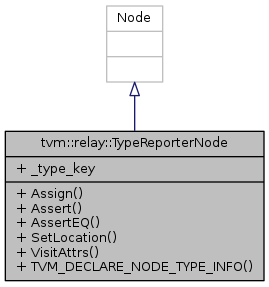 Node
tvm::relay::TypeReporterNode
+ _type_key
+ Assign()
+ Assert()
+ AssertEQ()
+ SetLocation()
+ VisitAttrs()
+ TVM_DECLARE_NODE_TYPE_INFO()